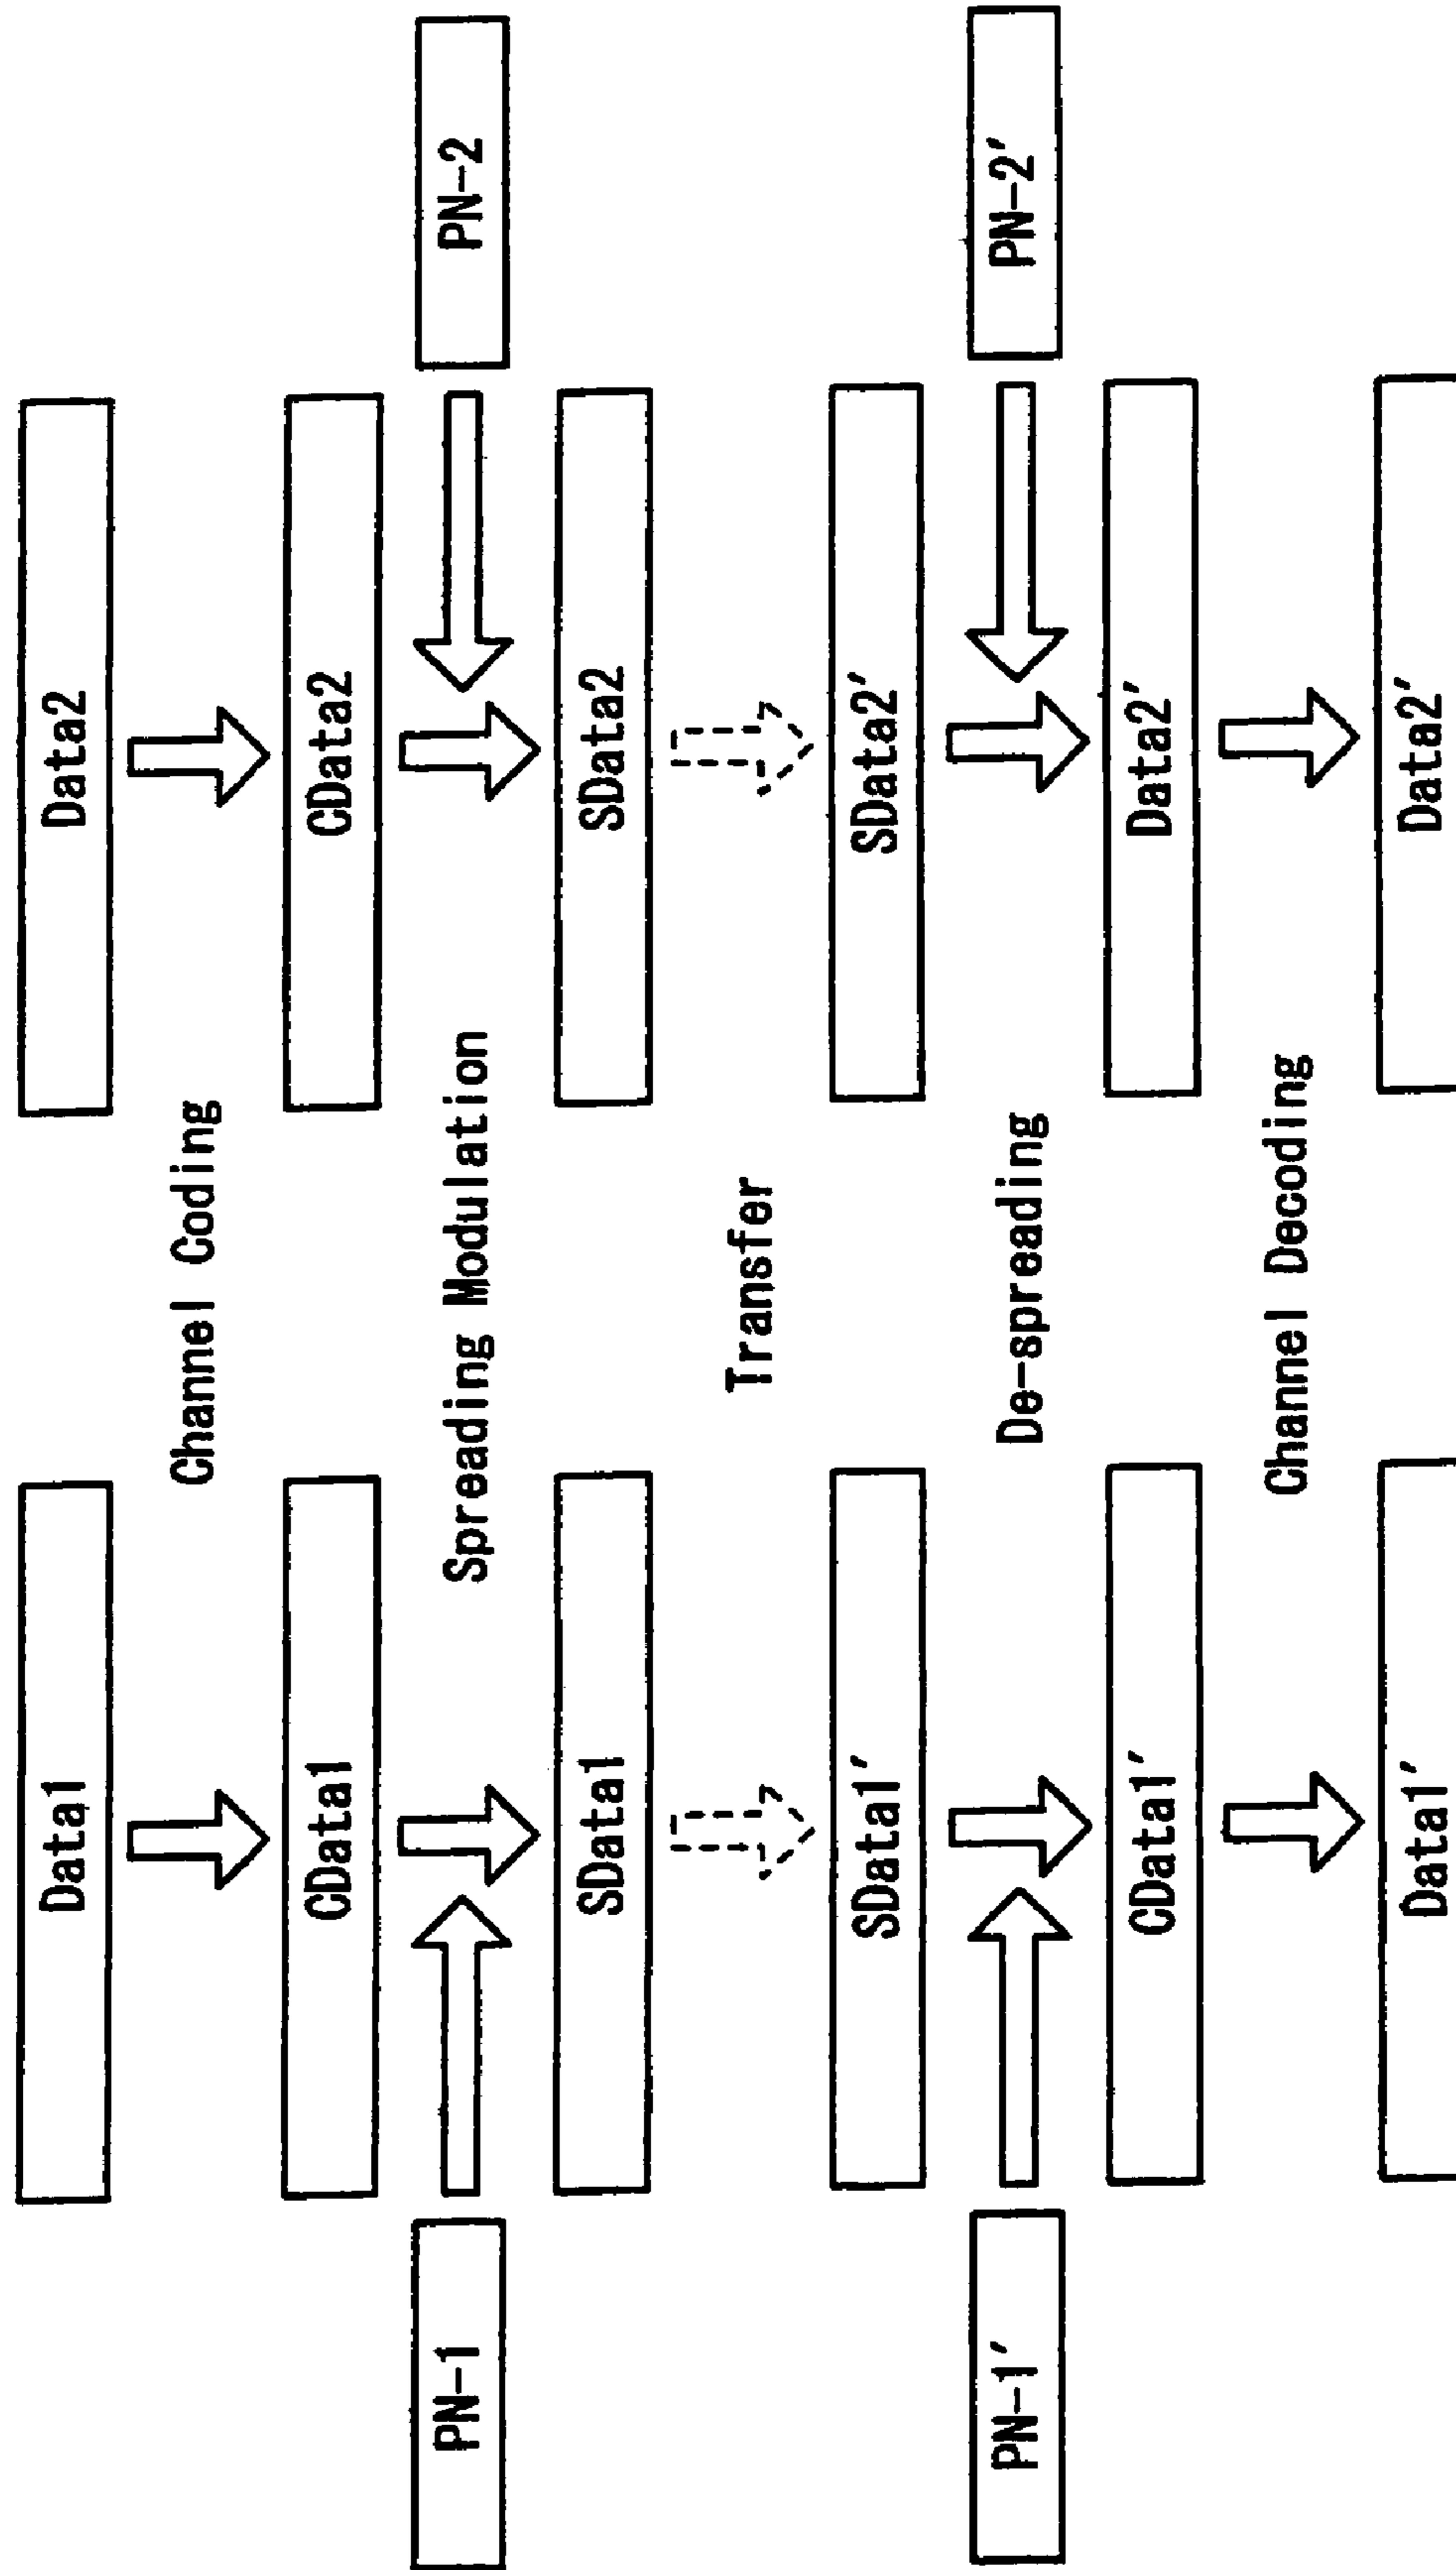 Data1
Data2
Channel Coding
CData1
CData2
PN-1
Spreading Modulation
PN-2
SData1
SData2
Transfer
SData1′
SData2′
PN-1′
De-spreading
PN-2′
CData1′
Data2′
Channel Decoding
Data1′
Data2′